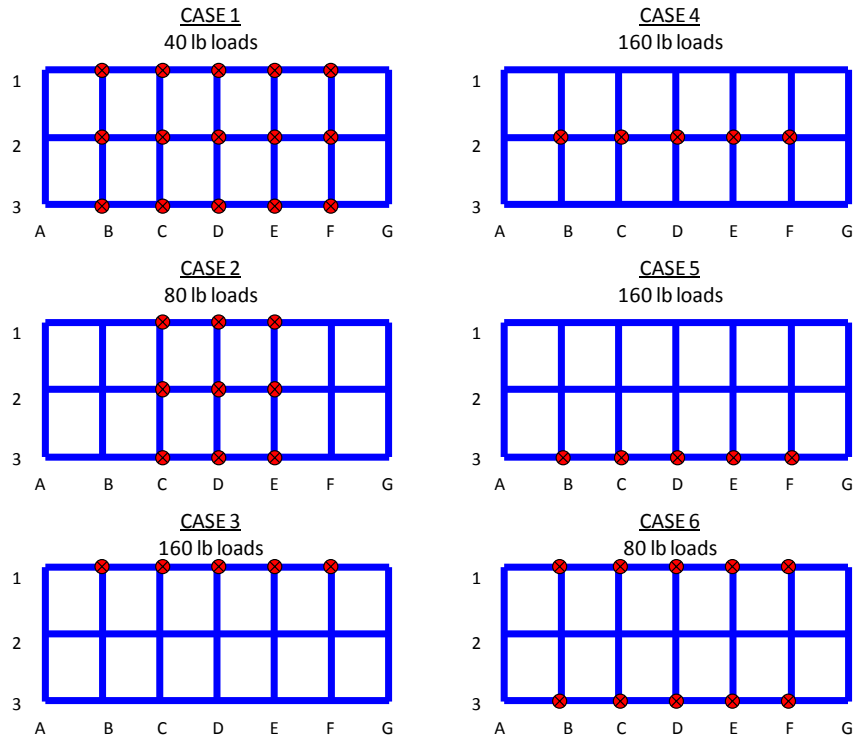 CASE 1
40 lb loads
1
2
3
A B C D E F G
CASE 4
160 lb loads
1
2
3
A B C D E F G
CASE 2
80 lb loads
1
2
3
A B C D E F G
CASE 5
160 lb loads
1
2
3
A B C D E F G
CASE 3
160 lb loads
1
2
3
A B C D E F G
CASE 6
80 lb loads
1
2
3
A B C D E F G